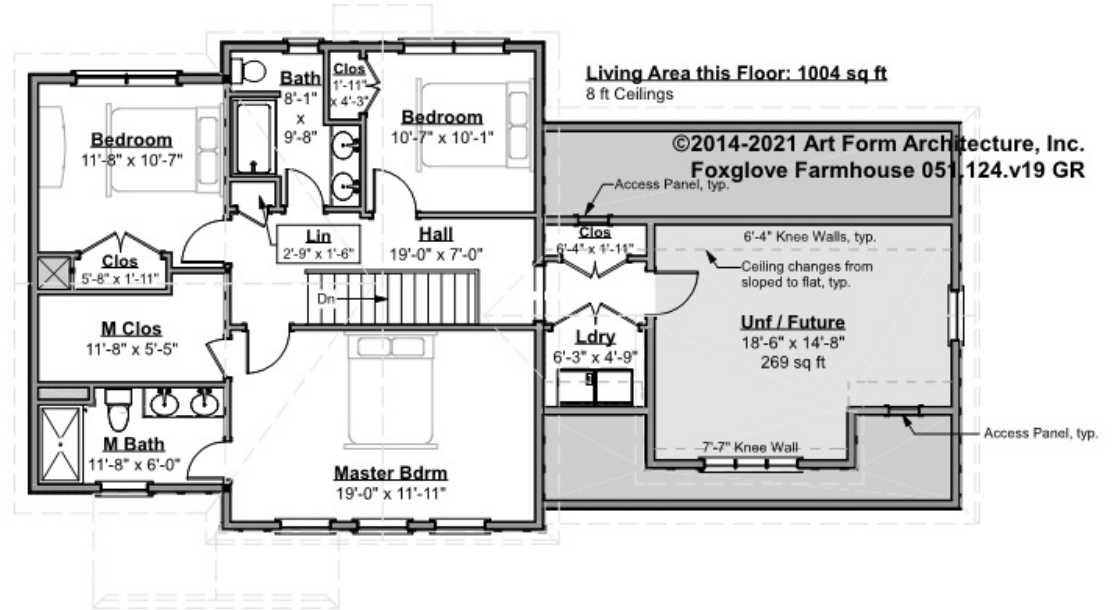 Living Area this Floor: 1004 sq ft
8 ft Ceilings
©2014-2021 Art Form Architecture, Inc.
Foxglove Farmhouse 051.124.v19 GR
Bedroom
11'-8" x 10'-7"
Bath
8'-1"
x
9'-8"
Clos
1'-11"
x 4'-3"
Bedroom
10'-7" x 10'-1"
Access Panel, typ.
Lin
2'-9" x 1'-6"
Hall
19'-0" x 7'-0"
Clos
6'-4" x 1'-11"
6'-4" Knee Walls, typ.
Ceiling changes from
sloped to flat, typ.
Clos
5'-8" x 1'-11"
Dn
M Clos
11'-8" x 5'-5"
Ldry
6'-3" x 4'-9"
Unf / Future
18'-6" x 14'-8"
269 sq ft
M Bath
11'-8" x 6'-0"
Master Bdrm
19'-0" x 11'-11"
7'-7" Knee Wall
Access Panel, typ.